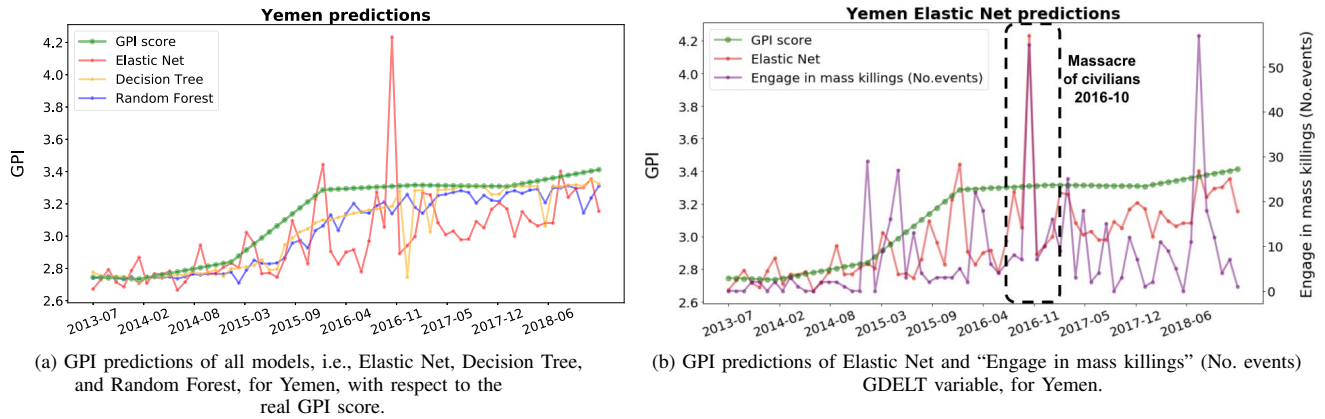 Yemen predictions
GPI score
Elastic Net
Decision Tree
Random Forest
GPI
4.2
4.0
3.8
3.6
3.4
3.2
3.0
2.8
2.6
2013-07
2014-02
2014-08
2015-03
2015-09
2016-04
2016-11
2017-05
2017-12
2018-06
(a) GPI predictions of all models, i.e., Elastic Net, Decision Tree,
and Random Forest, for Yemen, with respect to the
real GPI score.
Yemen Elastic Net predictions
GPI score
Elastic Net
Engage in mass killings (No.events)
Massacre
of civilians
2016-10
GPI
4.2
4.0
3.8
3.6
3.4
3.2
3.0
2.8
2.6
Engage in mass killings (No.events)
50
40
30
20
10
0
2013-07
2014-02
2014-08
2015-03
2015-09
2016-04
2016-11
2017-05
2017-12
2018-06
(b) GPI predictions of Elastic Net and “Engage in mass killings” (No. events)
GDELT variable, for Yemen.